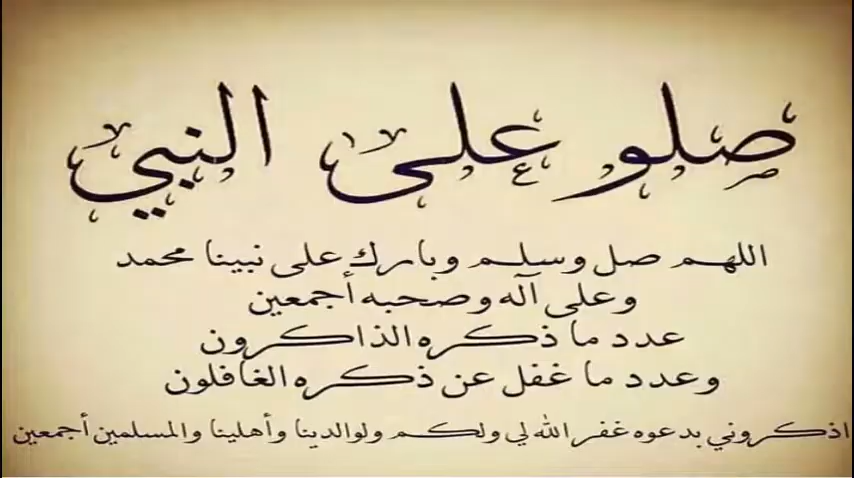 صلو على النبي
اللهم صل وسلم وبارك على نبينا محمد
وعلى آله وصحبه أجمعين
عدد ما ذكره الذاكرون
وعدد ما غفل عن ذكره الغافلون
اذكروني بدعوه غفر الله لي ولكم ولوالدينا وأهلينا والمسلمين أجمعين